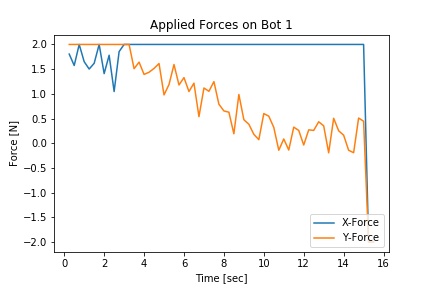 Applied Forces on Bot 1
Force [N]
2.0
1.5
1.0
0.5
0.0
−0.5
−1.0
−1.5
−2.0
X-Force
Y-Force
0 2 4 6 8 10 12 14 16
Time [sec]